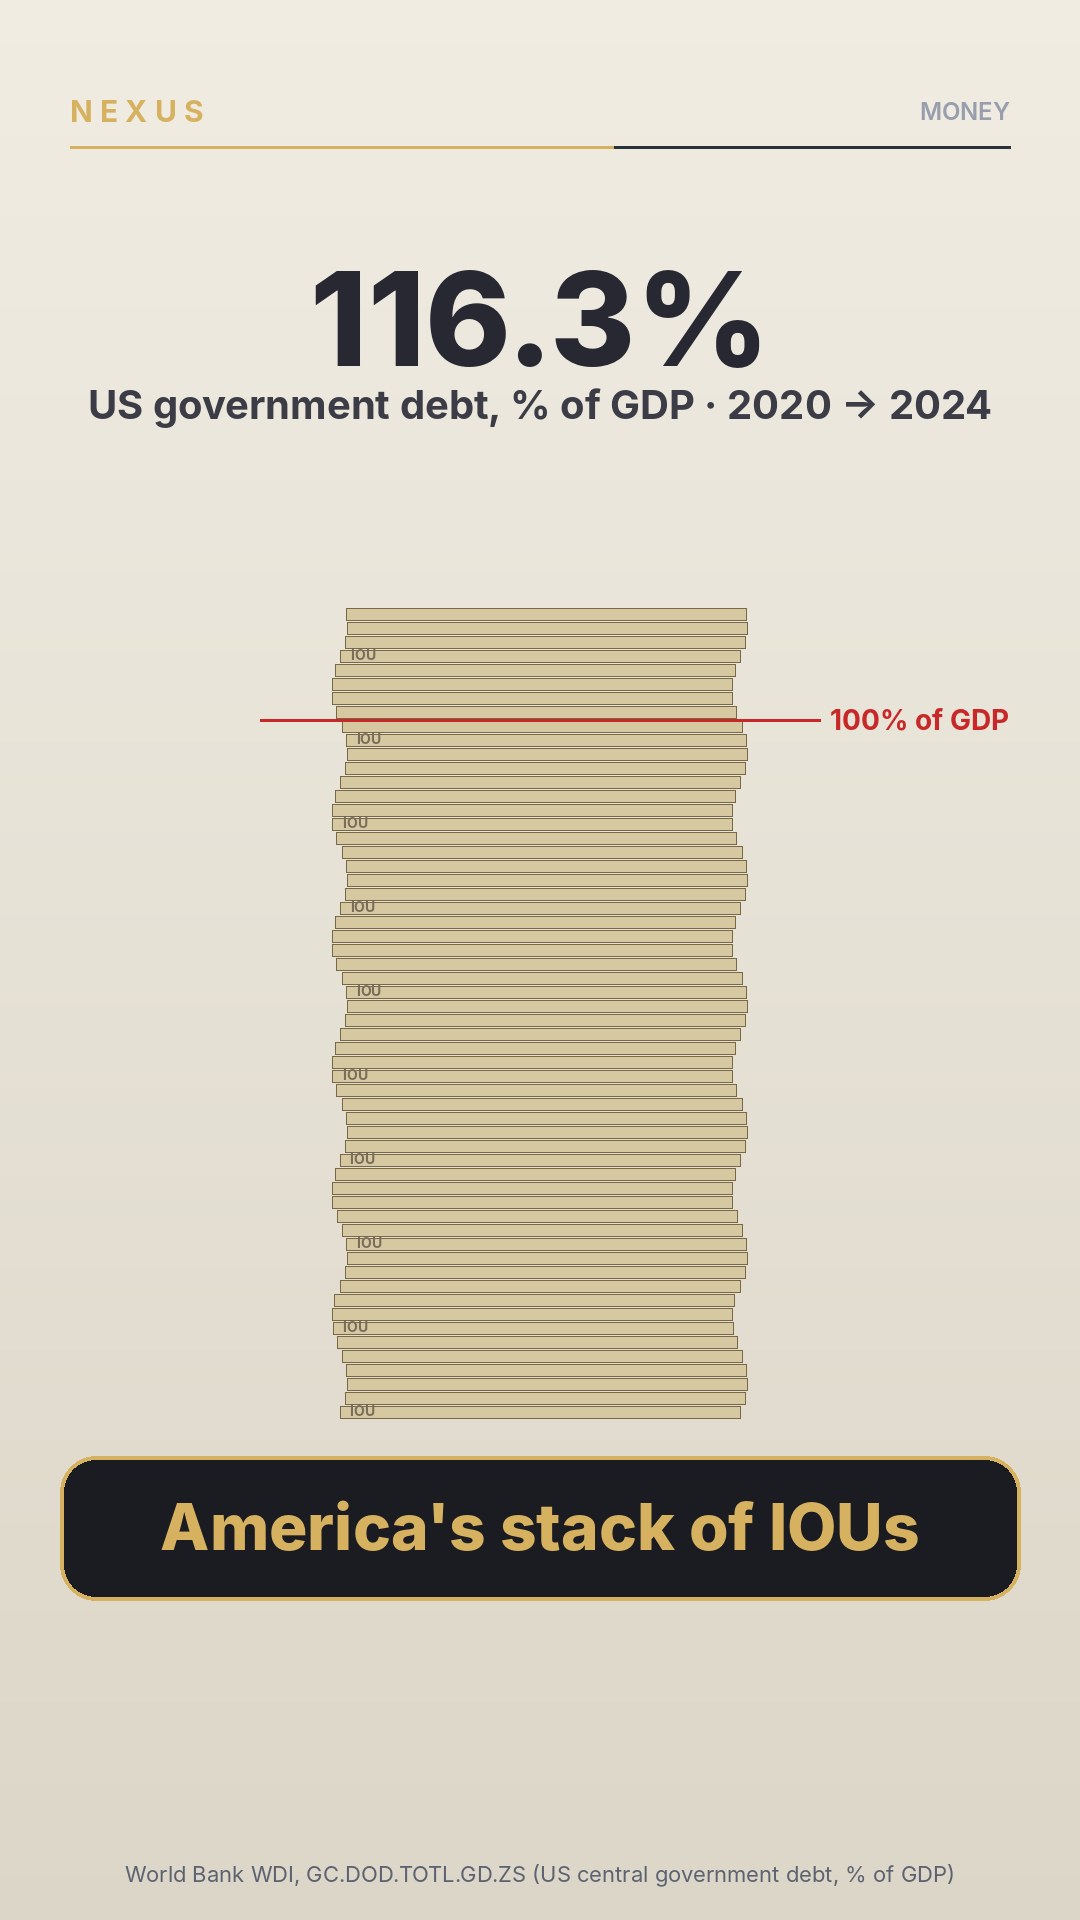 NEXUS
MONEY
116.3%
US government debt, % of GDP · 2020 → 2024
IOU
100% of GDP
IOU
IOU
IOU
IOU
IOU
IOU
IOU
IOU
IOU
America's stack of IOUs
World Bank WDI, GC.DOD.TOTL.GD.ZS (US central government debt, % of GDP)